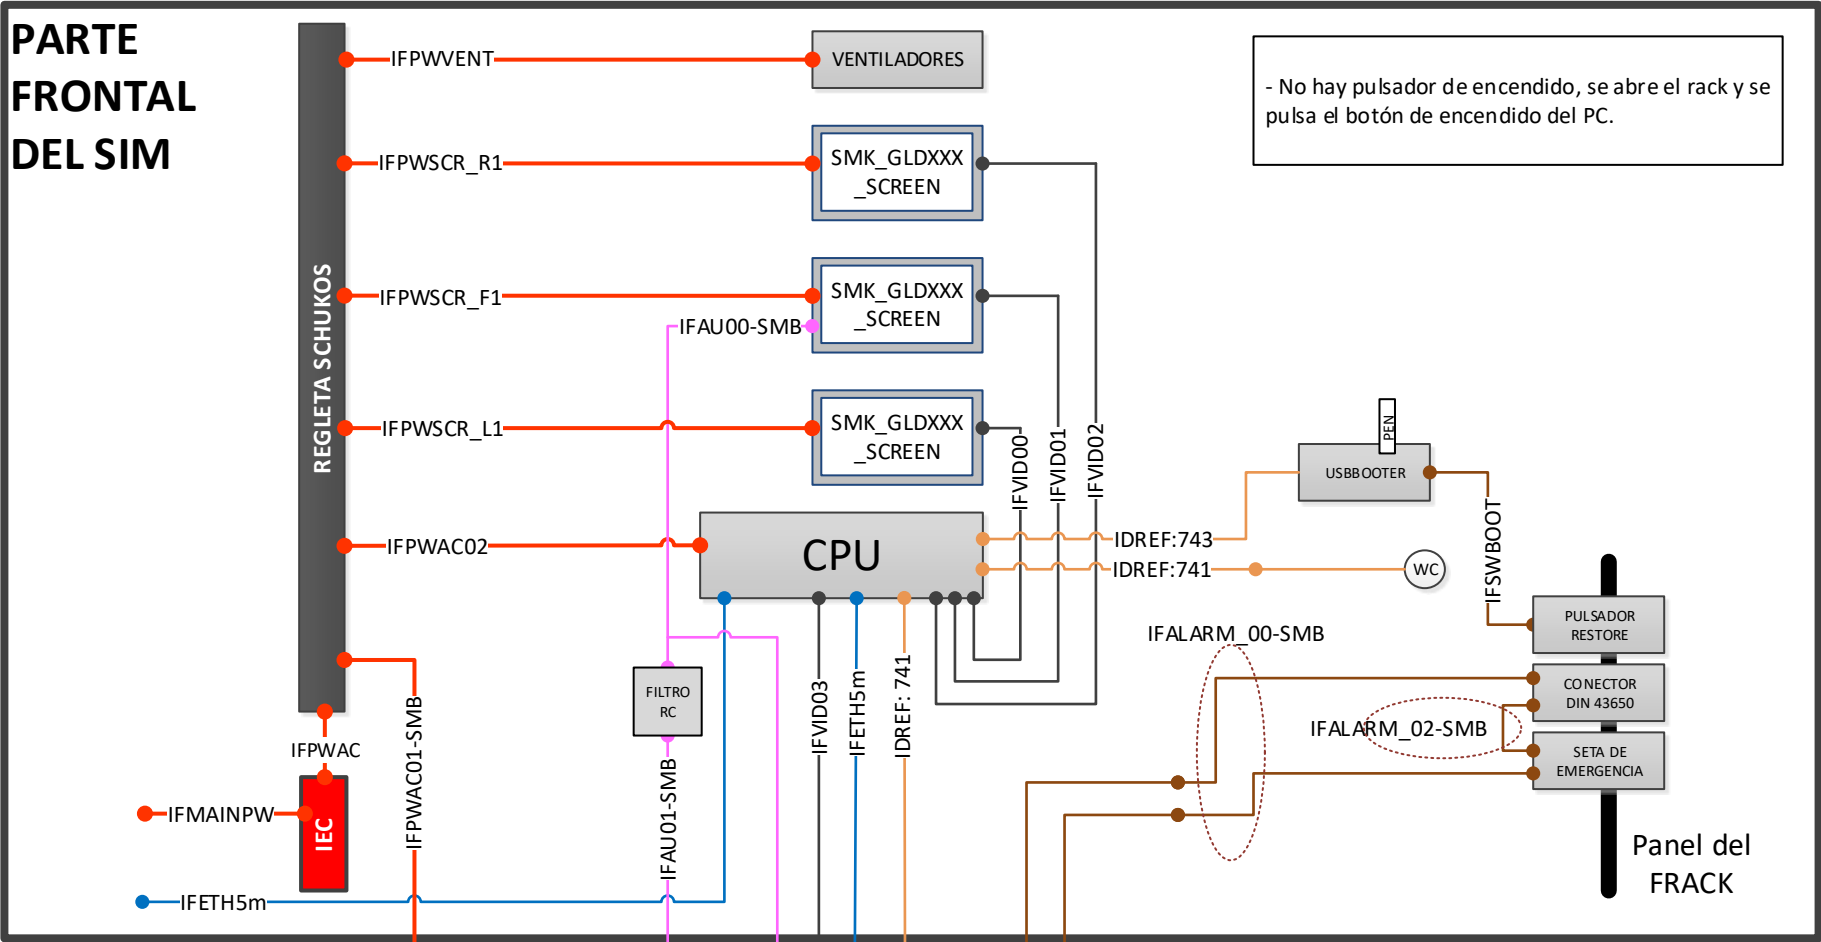 PARTE
FRONTAL
DEL SIM
REGLETA SCHUKOS
IFPWVENT
VENTILADORES
- No hay pulsador de encendido, se abre el rack y se
pulsa el botón de encendido del PC.
IFPWSCR_R1
SMK_GLDXXX
_SCREEN
IFPWSCR_F1
SMK_GLDXXX
_SCREEN
IFAU00-SMB
IFPWSCR_L1
SMK_GLDXXX
_SCREEN
IFVID00
IFVID01
IFVID02
PEN
USBBOOTER
IFPWAC02
CPU
IDREF:743
IDREF:741
WC
IFSWBOOT
PULSADOR
RESTORE
IFALARM_00-SMB
CONECTOR
DIN 43650
IFALARM_02-SMB
SETA DE
EMERGENCIA
FILTRO
RC
IFVID03
IFETH5m
IDREF: 741
IFPWAC
IFPWAC01-SMB
IFAU01-SMB
IFMAINPW
IEC
IFETH5m
Panel del
FRACK